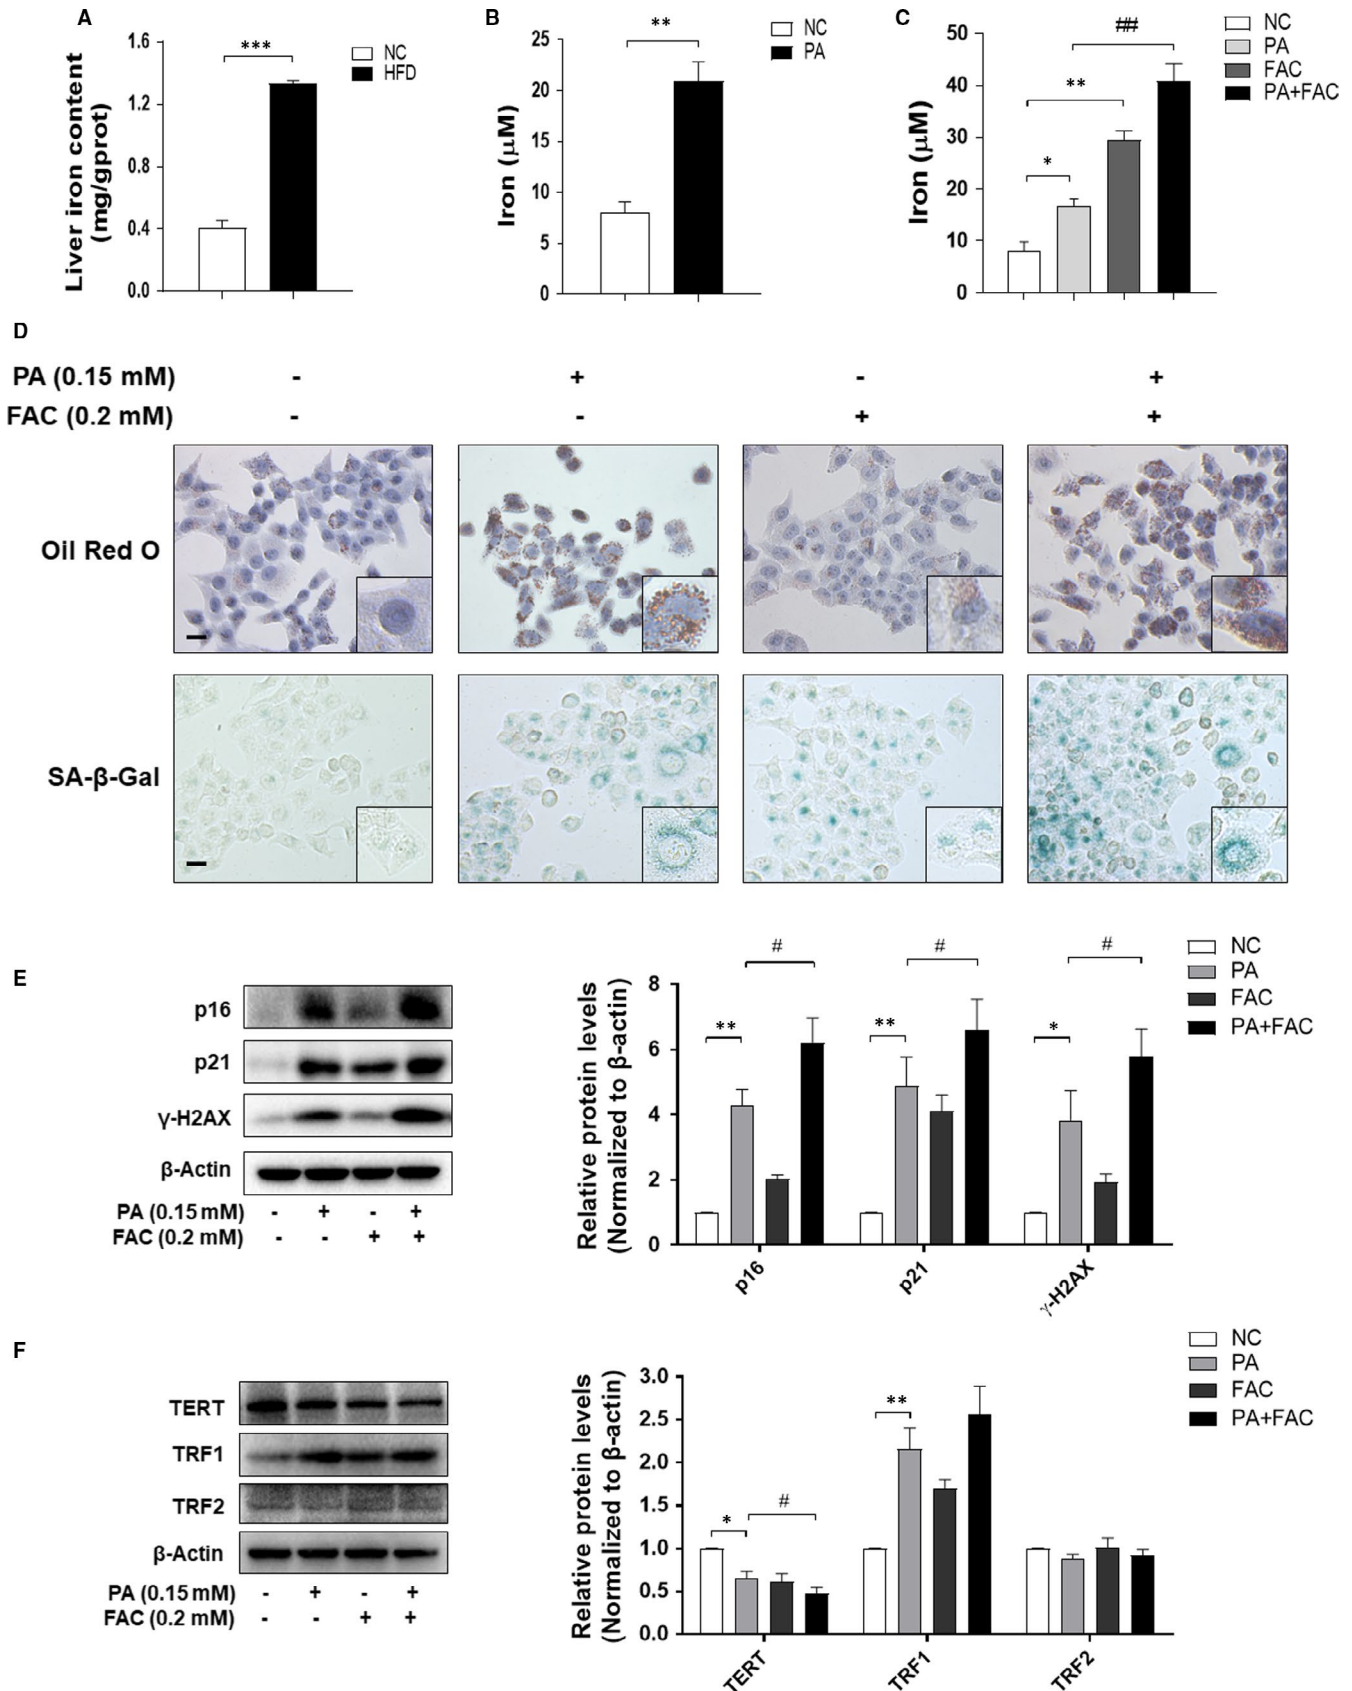 A
Liver iron content
(mg/gprot)
1.6
1.2
0.8
0.4
0.0
***
NC
HFD
B
Iron (μM)
25
20
15
10
5
0
**
NC
PA
C
Iron (μM)
50
40
30
20
10
0
*
**
##
NC
PA
FAC
PA+FAC
D
PA (0.15 mM) - + - +
FAC (0.2 mM) - - + +
Oil Red O
SA-β-Gal
E
p16
p21
γ-H2AX
β-Actin
PA (0.15 mM) - + - +
FAC (0.2 mM) - - + +
Relative protein levels
(Normalized to β-actin)
8
6
4
2
0
** # ** # * #
p16 p21 γ-H2AX
NC
PA
FAC
PA+FAC
F
TERT
TRF1
TRF2
β-Actin
PA (0.15 mM) - + - +
FAC (0.2 mM) - - + +
Relative protein levels
(Normalized to β-actin)
3.0
2.5
2.0
1.5
1.0
0.5
0.0
* # **
TERT TRF1 TRF2
NC
PA
FAC
PA+FAC